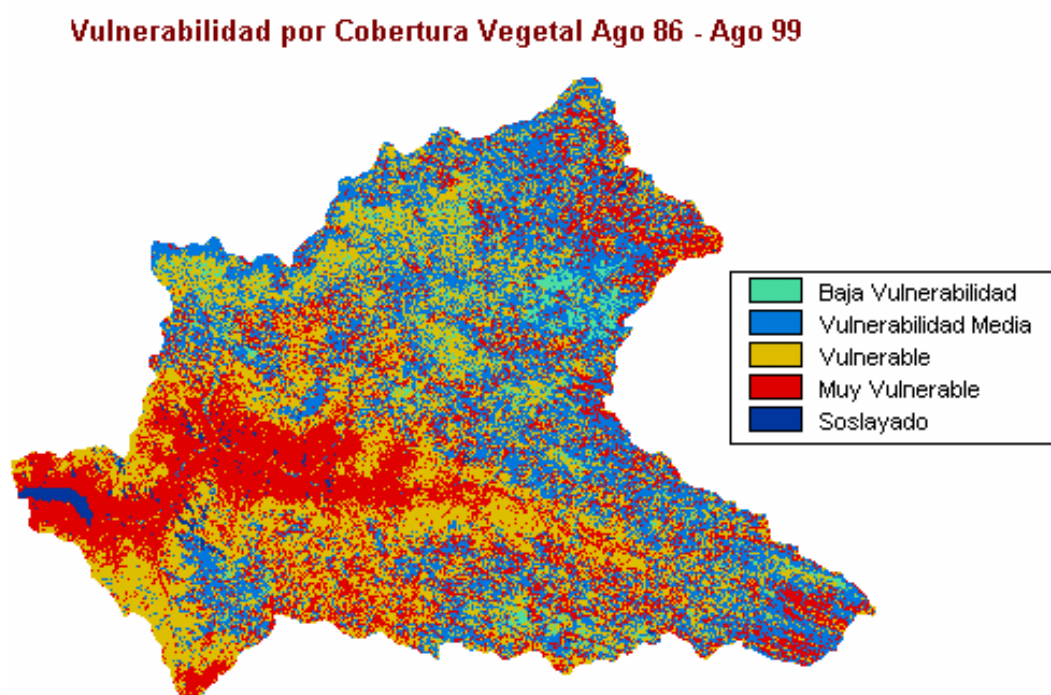 Vulnerabilidad por Cobertura Vegetal Ago 86 - Ago 99
Baja Vulnerabilidad
Vulnerabilidad Media
Vulnerable
Muy Vulnerable
Soslayado